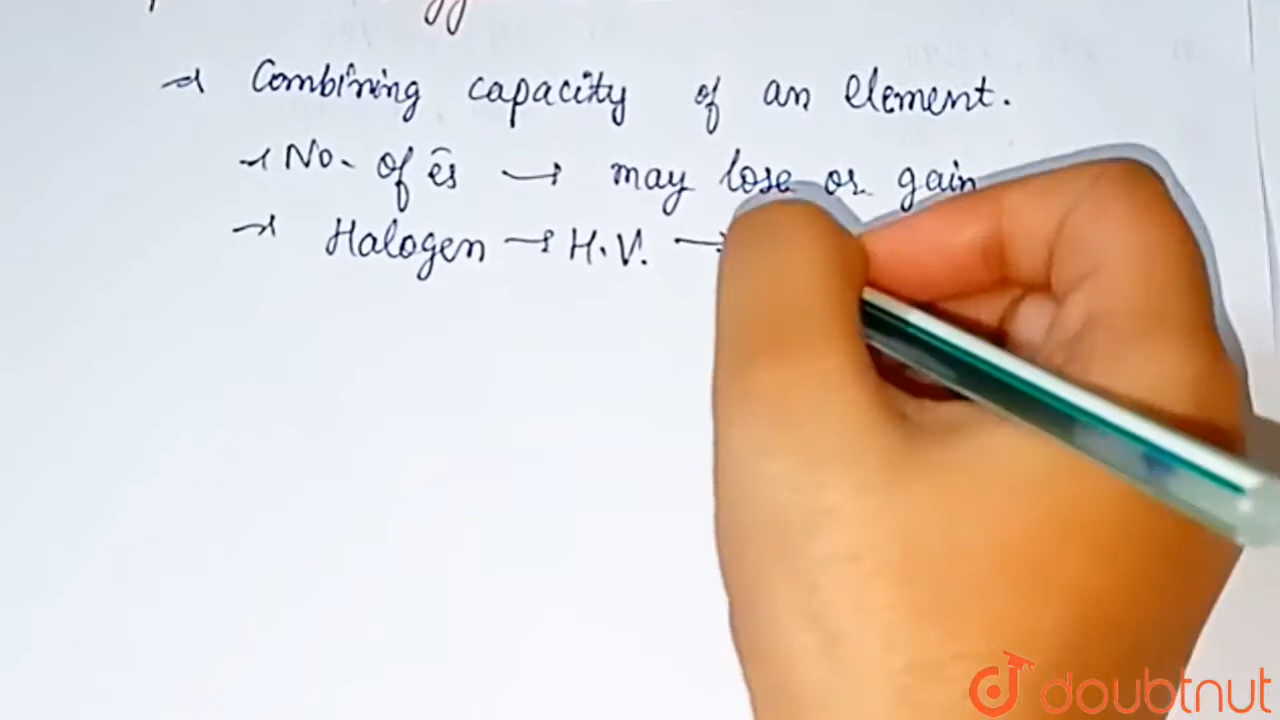 → Combining capacity of an element.
→ No. of ēs → may lose or gain
→ Halogen → H.V. →
doubtnut